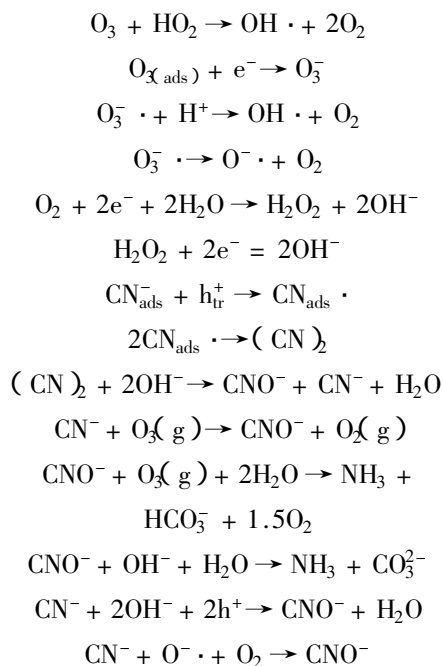 O₃ + HO₂ → OH · + 2O₂
O₃(ads) + e⁻ → O₃⁻
O₃⁻ · + H⁺ → OH · + O₂
O₃⁻ · → O⁻ · + O₂
O₂ + 2e⁻ + 2H₂O → H₂O₂ + 2OH⁻
H₂O₂ + 2e⁻ = 2OH⁻
CN⁻ads + h⁺tr → CNads ·
2CNads · → (CN)₂
(CN)₂ + 2OH⁻ → CNO⁻ + CN⁻ + H₂O
CN⁻ + O₃(g) → CNO⁻ + O₂(g)
CNO⁻ + O₃(g) + 2H₂O → NH₃ +
HCO₃⁻ + 1.5O₂
CNO⁻ + OH⁻ + H₂O → NH₃ + CO₃²⁻
CN⁻ + 2OH⁻ + 2h⁺ → CNO⁻ + H₂O
CN⁻ + O⁻ · + O₂ → CNO⁻